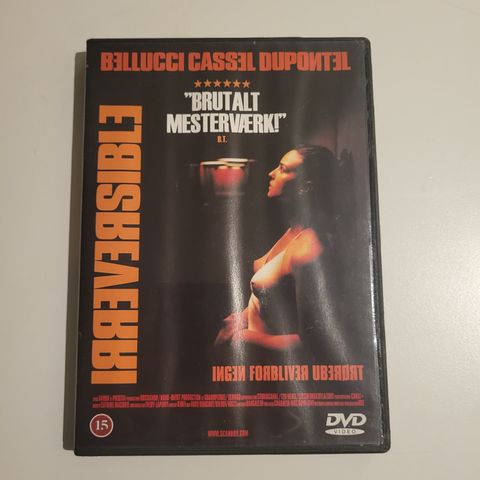 BELLUCCI CASSEL DUPONTEL
"BRUTALT
MESTERVÆRK!"
B.T.
IRREVERSIBLE
INGEN FORBLIVER UBERØRT
WWW.SCANBOX.COM
15
DVD
VIDEO